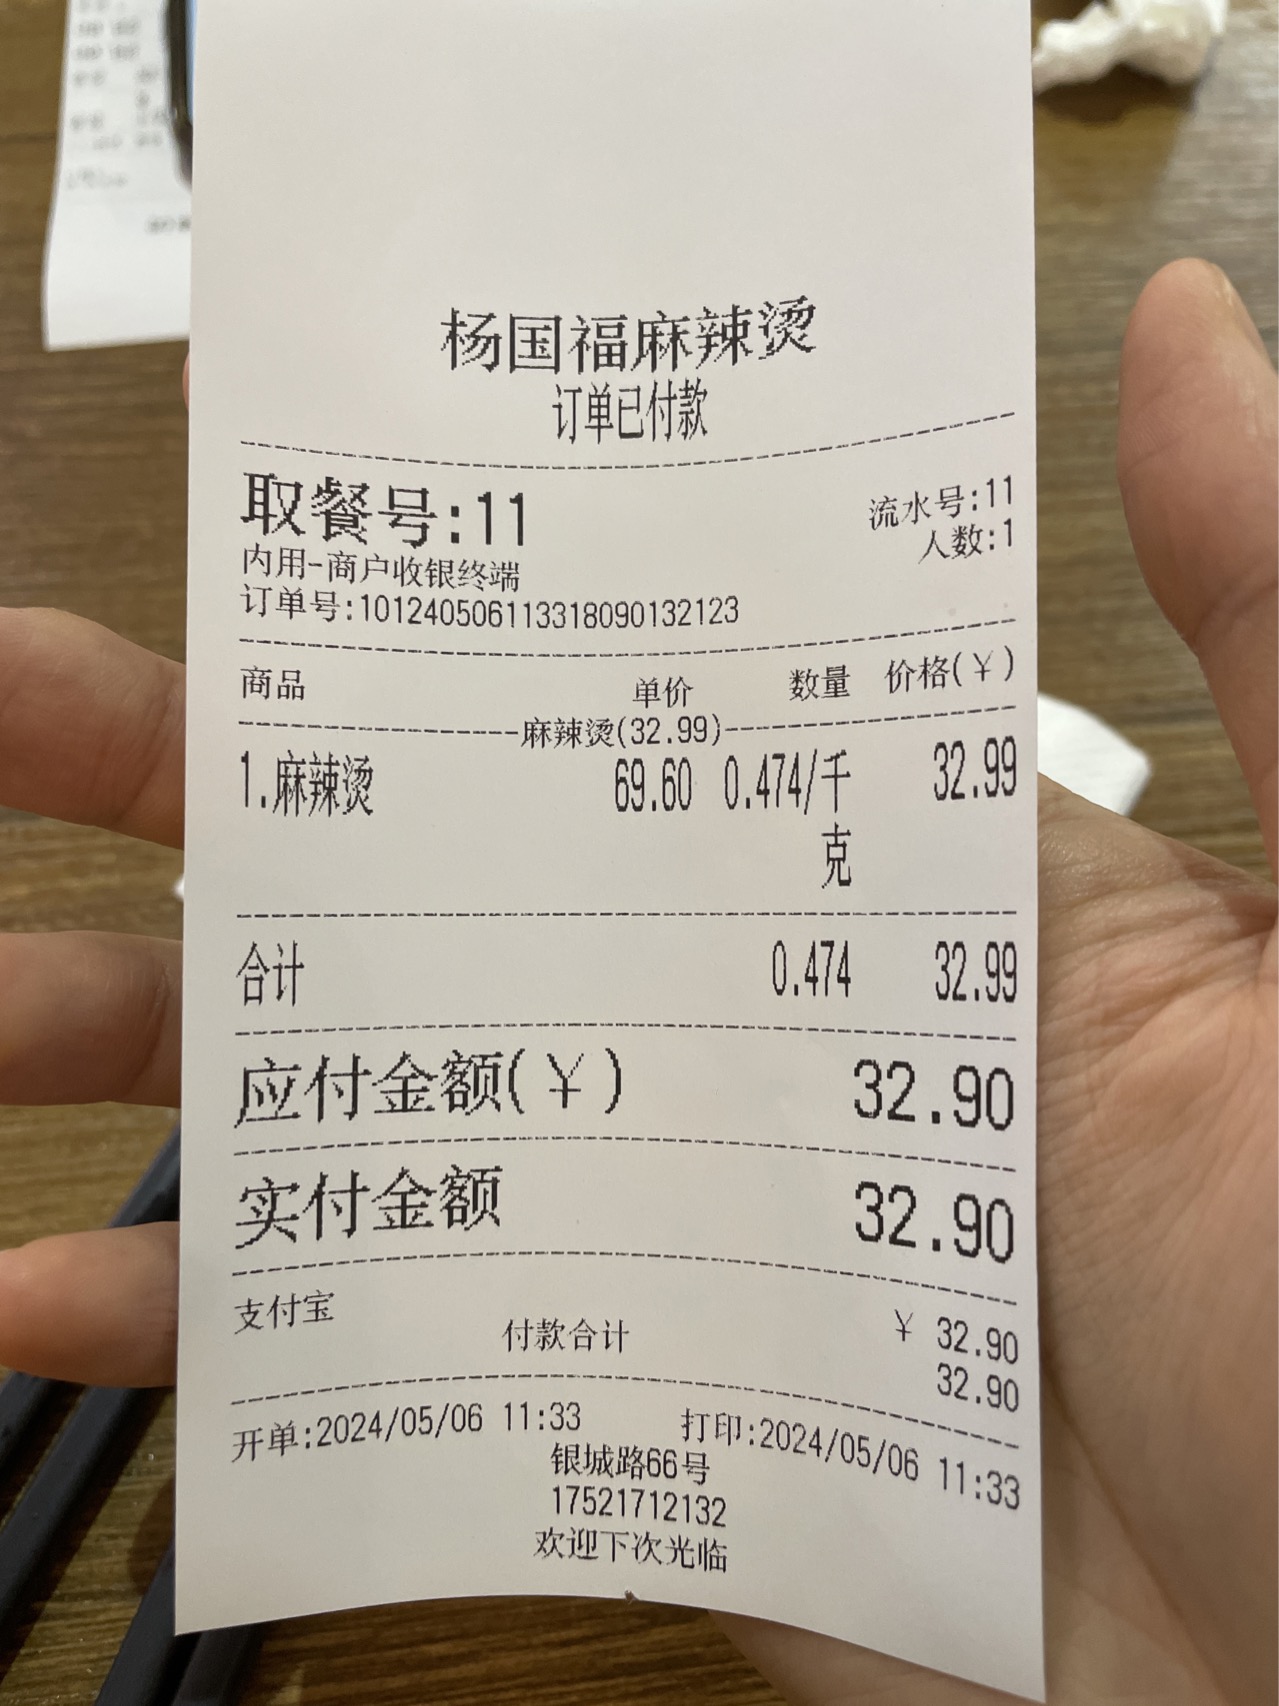 杨国福麻辣烫
订单已付款
取餐号:11
流水号:11
人数:1
内用-商户收银终端
订单号:101240506113318090132123
商品 单价 数量 价格(¥)
麻辣烫(32.99)
1.麻辣烫 69.60 0.474/千克 32.99
合计 0.474 32.99
应付金额(¥) 32.90
实付金额 32.90
支付宝 ¥ 32.90
付款合计 32.90
开单:2024/05/06 11:33 打印:2024/05/06 11:33
银城路66号
17521712132
欢迎下次光临